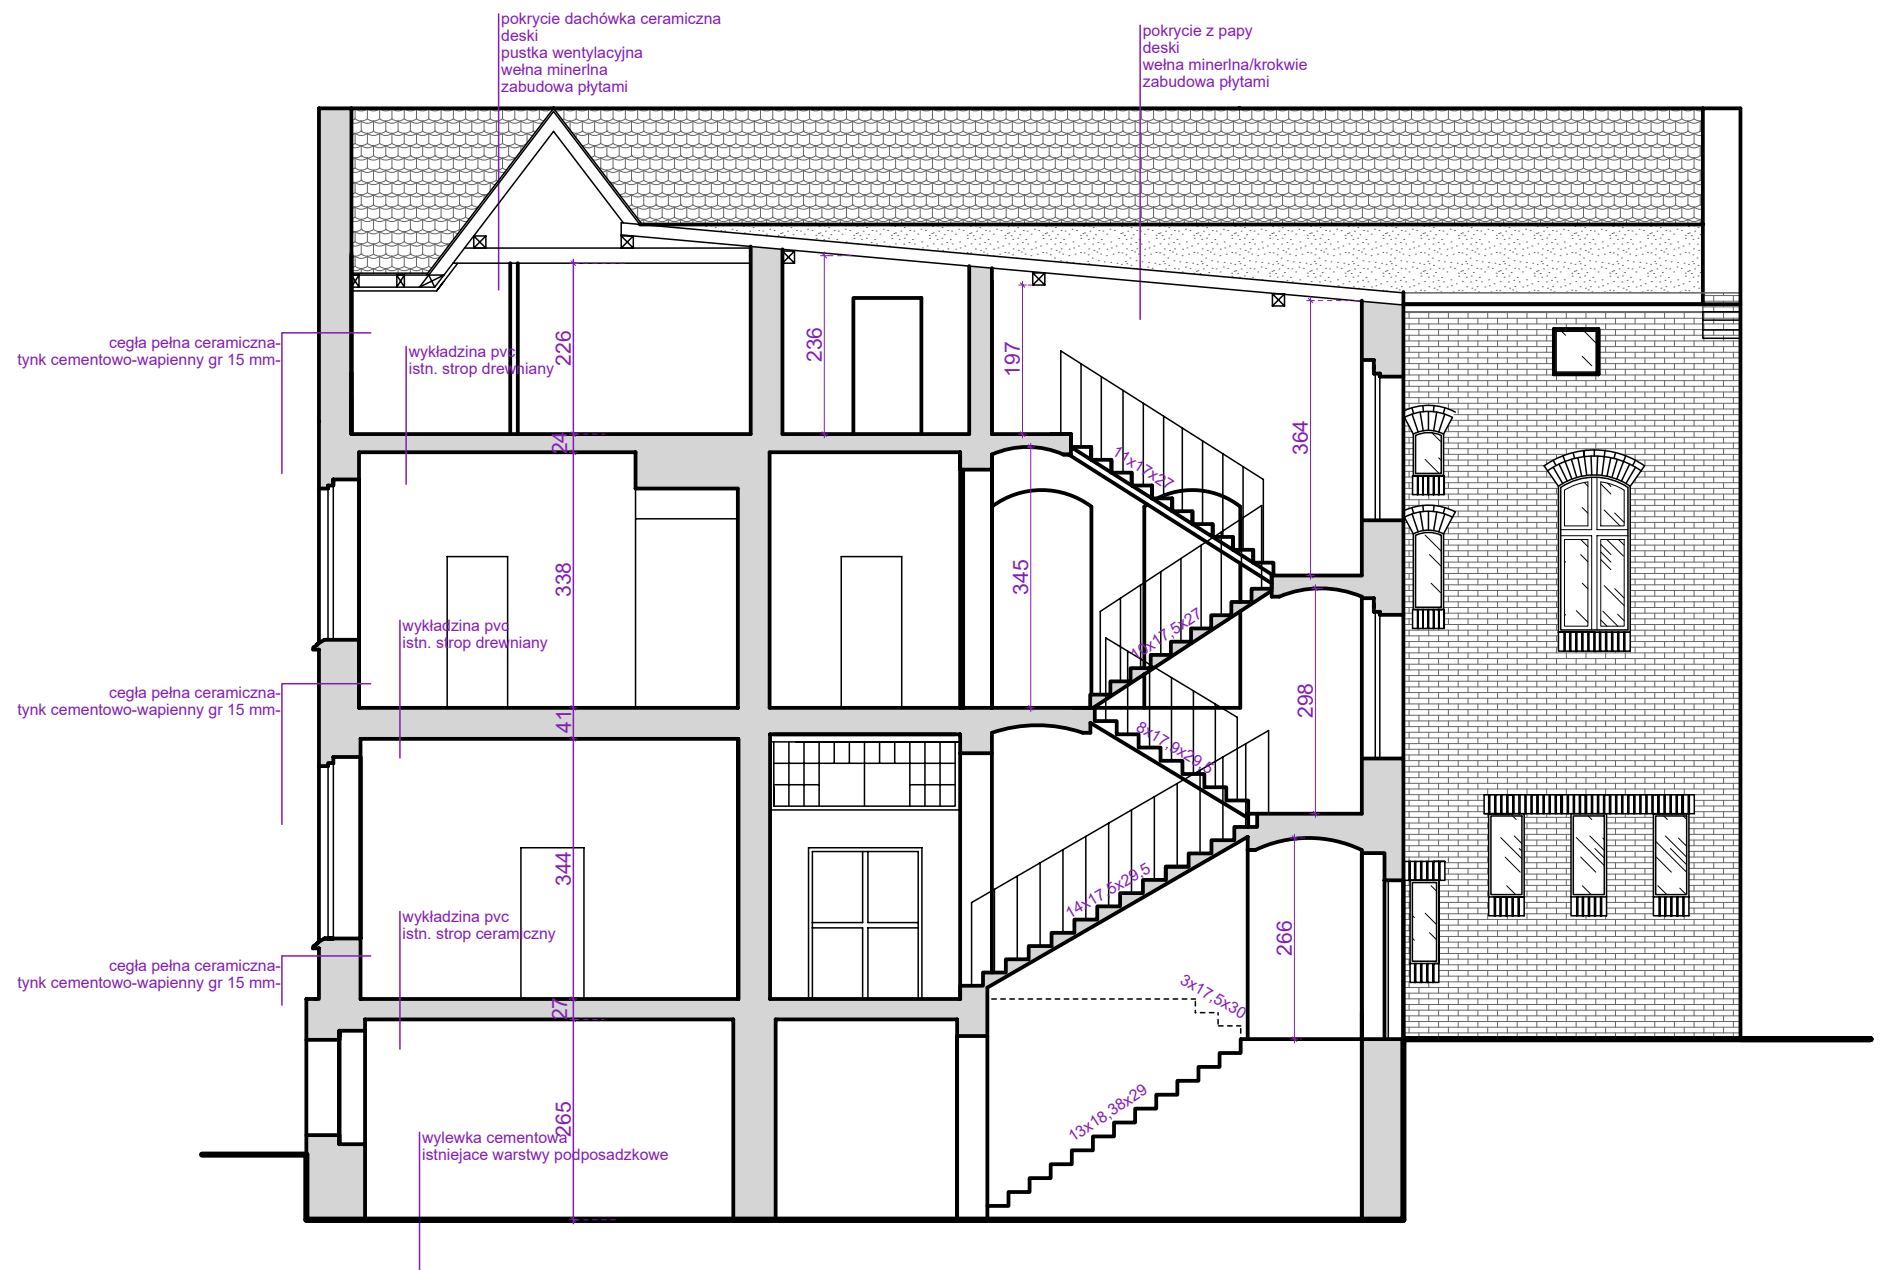 pokrycie dachówka ceramiczna
deski
pustka wentylacyjna
wełna minerlna
zabudowa płytami
pokrycie z papy
deski
wełna minerlna/krokwie
zabudowa płytami
cegła pełna ceramiczna-
tynk cementowo-wapienny gr 15 mm-
wykładzina pvc
istn. strop drewniany
226
236
197
364
24
11x17x27
338
345
10x17,5x27
wykładzina pvc
istn. strop drewniany
cegła pełna ceramiczna-
tynk cementowo-wapienny gr 15 mm-
41
298
8x17,9x29,5
344
14x17,5x29,5
wykładzina pvc
istn. strop ceramiczny
266
cegła pełna ceramiczna-
tynk cementowo-wapienny gr 15 mm-
27
3x17,5x30
265
13x18,38x29
wylewka cementowa
istniejace warstwy podposadzkowe